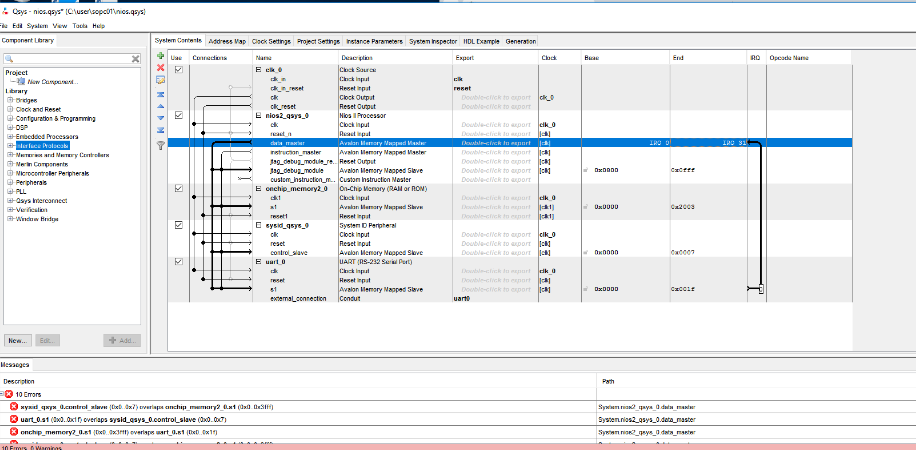 Qsys - nios.qsys* (C:\user\sopc01\nios.qsys)
File Edit System View Tools Help
Component Library
Project
New Component...
Library
Bridges
Clock and Reset
Configuration & Programming
DSP
Embedded Processors
Interface Protocols
Memories and Memory Controllers
Merlin Components
Microcontroller Peripherals
Peripherals
PLL
Qsys Interconnect
Verification
Window Bridge
New... Edit... Add...
System Contents Address Map Clock Settings Project Settings Instance Parameters System Inspector HDL Example Generation
Use Connections Name Description Export Clock Base End IRQ Opcode Name
clk_0 Clock Source
clk_in Clock Input clk
clk_in_reset Reset Input reset
clk Clock Output Double-click to export clk_0
clk_reset Reset Output Double-click to export
nios2_qsys_0 Nios II Processor
clk Clock Input Double-click to export clk_0
reset_n Reset Input Double-click to export [clk]
data_master Avalon Memory Mapped Master Double-click to export [clk] IRQ 0 IRQ 31
instruction_master Avalon Memory Mapped Master Double-click to export [clk]
jtag_debug_module_re... Reset Output Double-click to export [clk]
jtag_debug_module Avalon Memory Mapped Slave Double-click to export [clk] 0x0000 0x0fff
custom_instruction_m... Custom Instruction Master Double-click to export
onchip_memory2_0 On-Chip Memory (RAM or ROM)
clk1 Clock Input Double-click to export clk_0
s1 Avalon Memory Mapped Slave Double-click to export [clk1] 0x0000
reset1 Reset Input Double-click to export [clk1]
sysid_qsys_0 System ID Peripheral
clk Clock Input Double-click to export clk_0
reset Reset Input Double-click to export [clk]
control_slave Avalon Memory Mapped Slave Double-click to export [clk] 0x0000 0x0007
uart_0 UART (RS-232 Serial Port)
clk Clock Input Double-click to export clk_0
reset Reset Input Double-click to export [clk]
s1 Avalon Memory Mapped Slave Double-click to export [clk] 0x0000 0x001f
external_connection Conduit uart0
Messages
Description Path
10 Errors
sysid_qsys_0.control_slave (0x0..0x7) overlaps onchip_memory2_0.s1 (0x0..0x3fff) System.nios2_qsys_0.data_master
uart_0.s1 (0x0..0x1f) overlaps sysid_qsys_0.control_slave (0x0..0x7) System.nios2_qsys_0.data_master
onchip_memory2_0.s1 (0x0..0x3fff) overlaps uart_0.s1 (0x0..0x1f) System.nios2_qsys_0.data_master
10 Errors, 0 Warnings